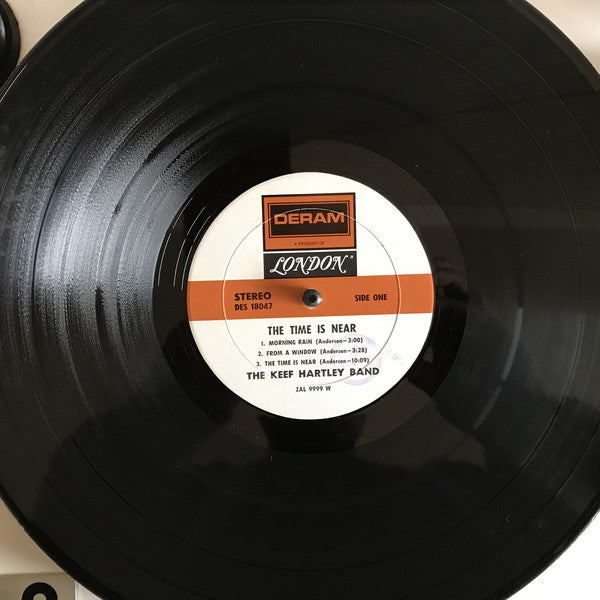 DERAM
A PRODUCT OF
LONDON®
STEREO
DES 18047
SIDE ONE
THE TIME IS NEAR
1. MORNING RAIN (Anderson—3:00)
2. FROM A WINDOW (Anderson—3:28)
3. THE TIME IS NEAR (Anderson—10:09)
THE KEEF HARTLEY BAND
ZAL 9999 W